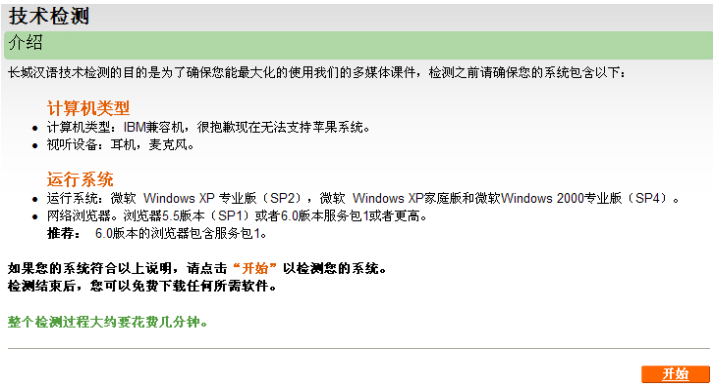 技术检测
介绍
长城汉语技术检测的目的是为了确保您能最大化的使用我们的多媒体课件，检测之前请确保您的系统包含以下：
计算机类型
• 计算机类型：IBM兼容机，很抱歉现在无法支持苹果系统。
• 视听设备：耳机，麦克风。
运行系统
• 运行系统：微软 Windows XP 专业版（SP2），微软 Windows XP家庭版和微软Windows 2000专业版（SP4）。
• 网络浏览器。浏览器5.5版本（SP1）或者6.0版本服务包1或者更高。
推荐： 6.0版本的浏览器包含服务包1。
如果您的系统符合以上说明，请点击“开始”以检测您的系统。
检测结束后，您可以免费下载任何所需软件。
整个检测过程大约要花费几分钟。
开始